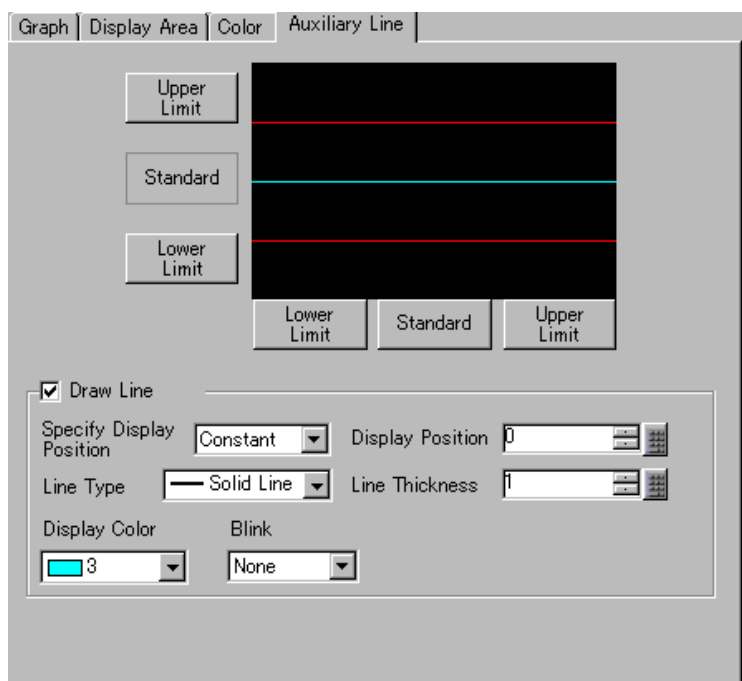 Graph Display Area Color Auxiliary Line
Upper
Limit
Standard
Lower
Limit
Lower
Limit
Standard
Upper
Limit
Draw Line
Specify Display
Position
Constant
Display Position
0
Line Type
Solid Line
Line Thickness
1
Display Color
Blink
3
None